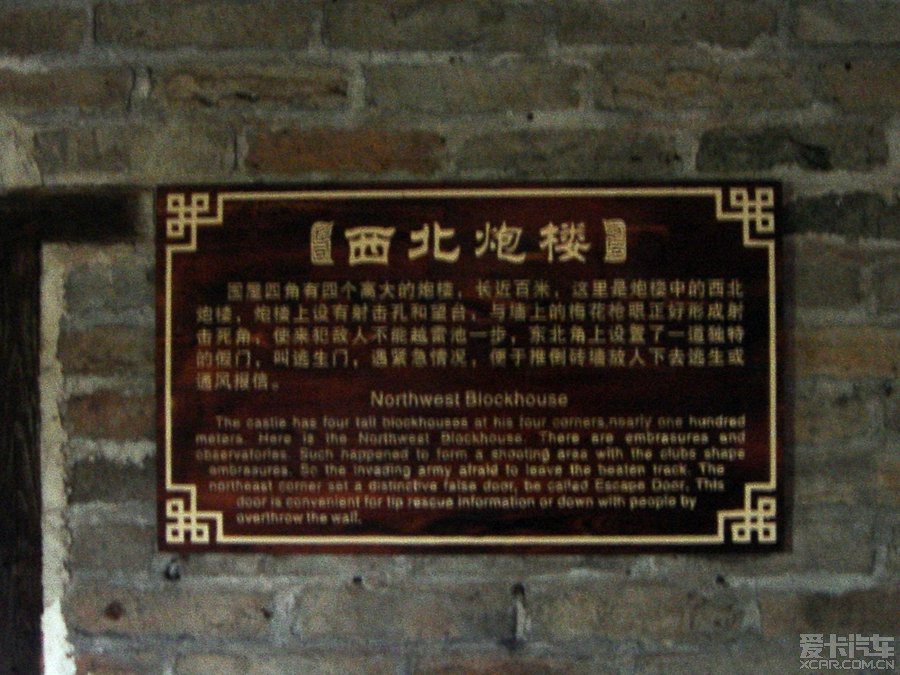 西北炮楼
围屋四角有四个高大的炮楼，长近百米，这里是炮楼中的西北
炮楼，炮楼上设有射击孔和望台，与墙上的梅花枪眼正好形成射
击死角，使来犯敌人不能越雷池一步，东北角上设置了一道独特
的假门，叫逃生门，遇紧急情况，便于推倒砖墙放人下去逃生或
通风报信。
Northwest Blockhouse
The castle has four tall blockhouses at his four corners,nearly one hundred
meters. Here is the Northwest Blockhouse. There are embrasures and
observatories. Such happened to form a shooting area with the clubs shape
embrasures. So the invading army afraid to leave the beaten track. The
northeast corner set a distinctive falsa door, be called Escape Door. This
door is convenient for tip rescue information or down with people by
overthrow the wall.
爱卡汽车
XCAR.COM.CN